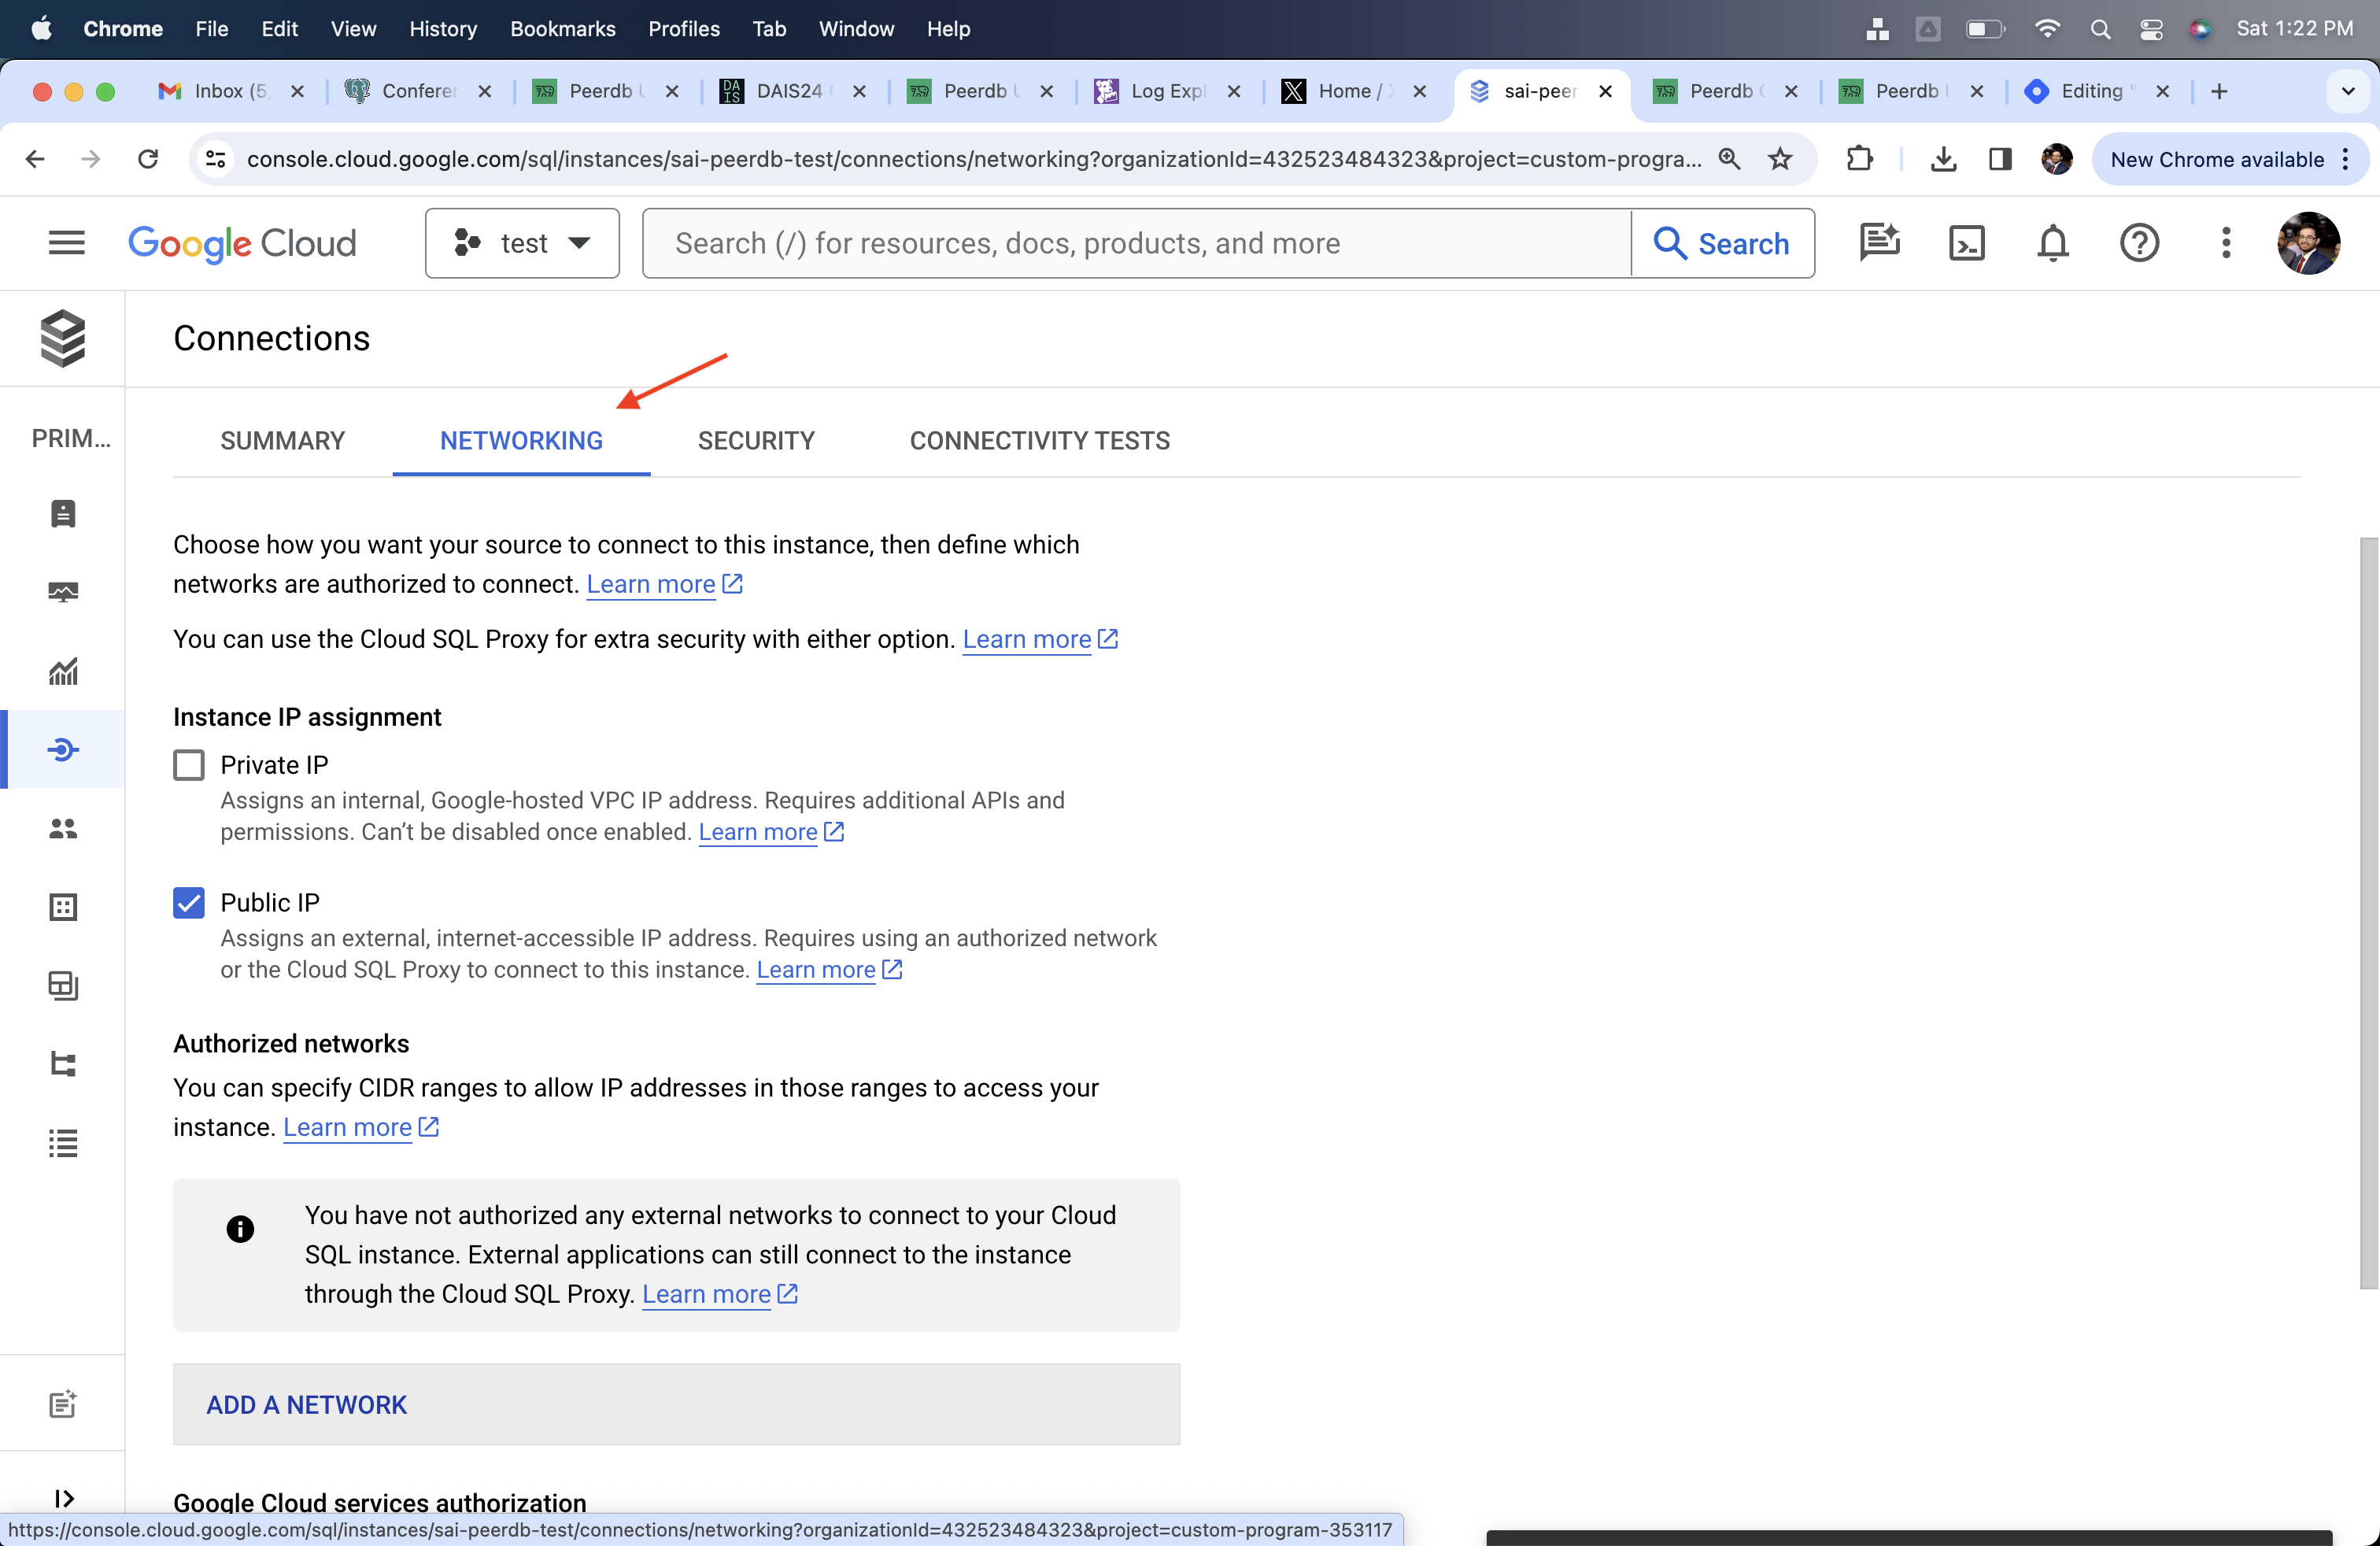 Chrome File Edit View History Bookmarks Profiles Tab Window Help Sat 1:22 PM
Inbox (5, Conferen Peerdb U DAIS24 Peerdb U Log Expl Home / X sai-peer Peerdb Peerdb U Editing "
console.cloud.google.com/sql/instances/sai-peerdb-test/connections/networking?organizationId=432523484323&project=custom-progra... New Chrome available
Google Cloud test Search (/) for resources, docs, products, and more Search
Connections
PRIM...
SUMMARY NETWORKING SECURITY CONNECTIVITY TESTS
Choose how you want your source to connect to this instance, then define which
networks are authorized to connect. Learn more
You can use the Cloud SQL Proxy for extra security with either option. Learn more
Instance IP assignment
Private IP
Assigns an internal, Google-hosted VPC IP address. Requires additional APIs and
permissions. Can’t be disabled once enabled. Learn more
Public IP
Assigns an external, internet-accessible IP address. Requires using an authorized network
or the Cloud SQL Proxy to connect to this instance. Learn more
Authorized networks
You can specify CIDR ranges to allow IP addresses in those ranges to access your
instance. Learn more
You have not authorized any external networks to connect to your Cloud
SQL instance. External applications can still connect to the instance
through the Cloud SQL Proxy. Learn more
ADD A NETWORK
Google Cloud services authorization
https://console.cloud.google.com/sql/instances/sai-peerdb-test/connections/networking?organizationId=432523484323&project=custom-program-353117